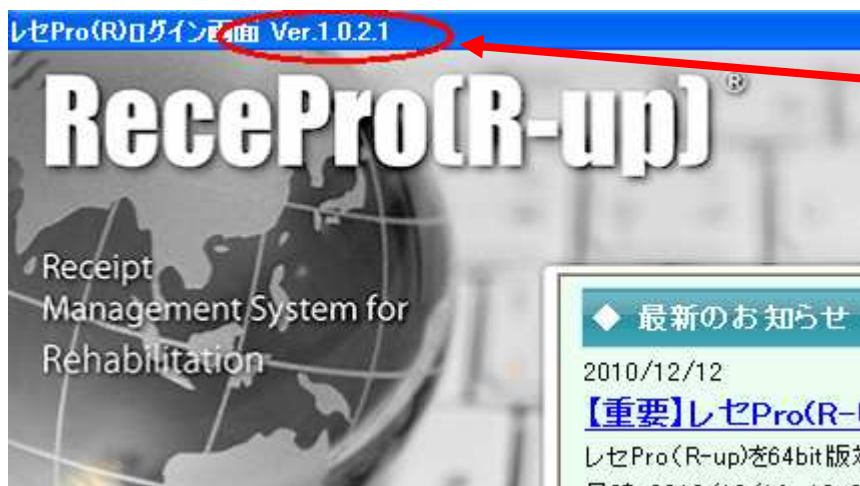 レセPro(R)ログイン画面 Ver.1.0.2.1
RecePro(R-up)®
Receipt
Management System for
Rehabilitation
◆ 最新のお知らせ
2010/12/12
【重要】レセPro(R-
レセPro(R-up)を64bit版